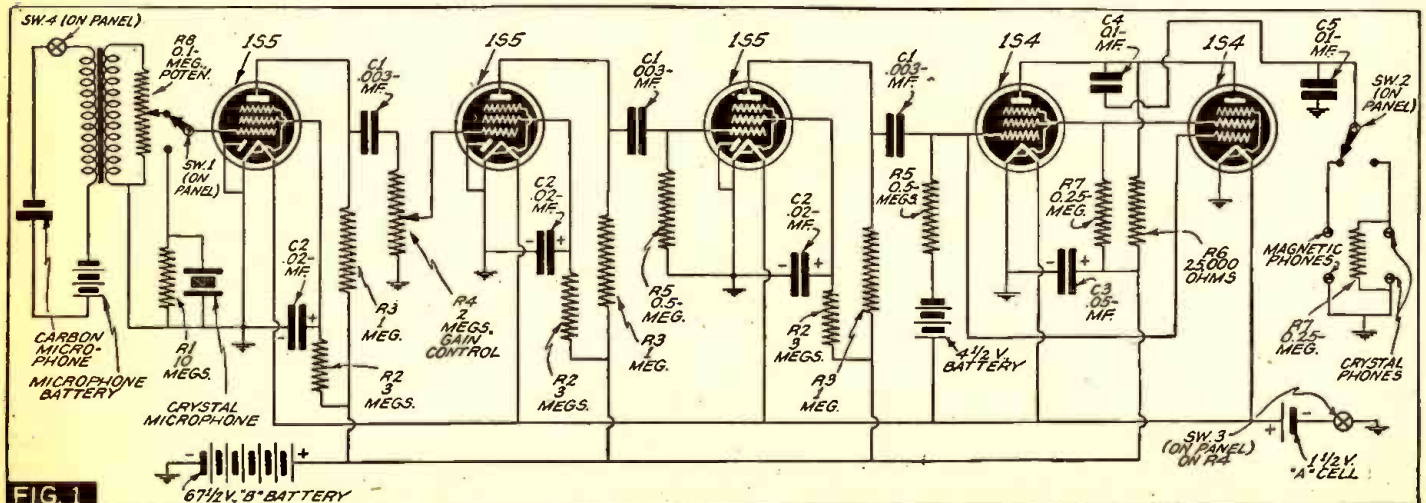 SW.4 (ON PANEL)
R8
0.1-
MEG.
POTEN.
1S5
SW.1
(ON
PANEL)
C1
.003-
MF.
1S5
C1
.003-
MF.
1S5
C1
.003-
MF.
1S4
C4
.01-
MF.
1S4
C5
.01-
MF.
SW.2
(ON
PANEL)
C2
.02-
MF.
C2
.02-
MF.
C2
.02-
MF.
R5
0.5-
MEGS.
R7
0.25-
MEG.
R6
25,000
OHMS
C3
.05-
MF.
MAGNETIC
PHONES
CARBON
MICRO-
PHONE
MICROPHONE
BATTERY
R1
10
MEGS.
CRYSTAL
MICROPHONE
R2
3
MEGS.
R3
1
MEG.
R4
2
MEGS.
GAIN
CONTROL
R2
3
MEGS.
R3
1
MEG.
R5
0.5-
MEG.
R2
3
MEGS.
R3
1
MEG.
4 1/2 V.
BATTERY
R7
0.25-
MEG.
CRYSTAL
PHONES
SW.3
(ON PANEL)
ON R4
1 1/2 V.
"A" CELL
67 1/2 V. "B" BATTERY
FIG. 1